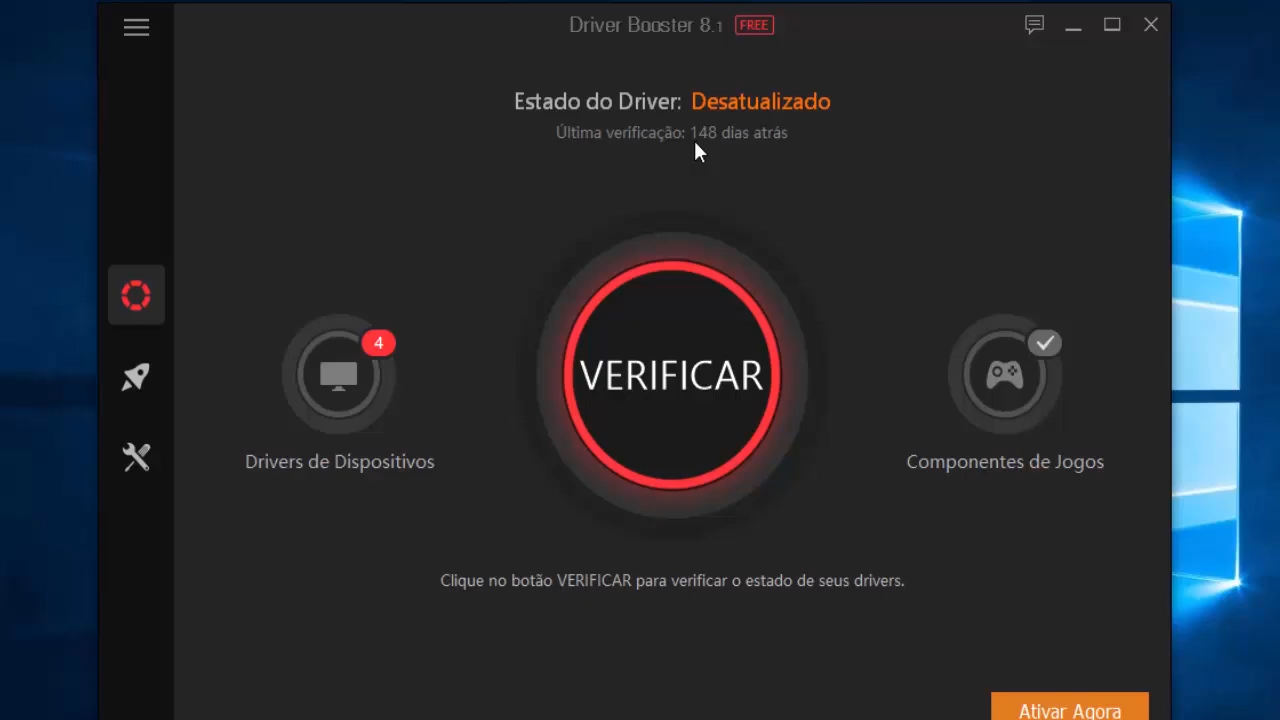 Driver Booster 8.1 FREE
Estado do Driver: Desatualizado
Última verificação: 148 dias atrás
4
VERIFICAR
Drivers de Dispositivos
Componentes de Jogos
Clique no botão VERIFICAR para verificar o estado de seus drivers.
Ativar Agora